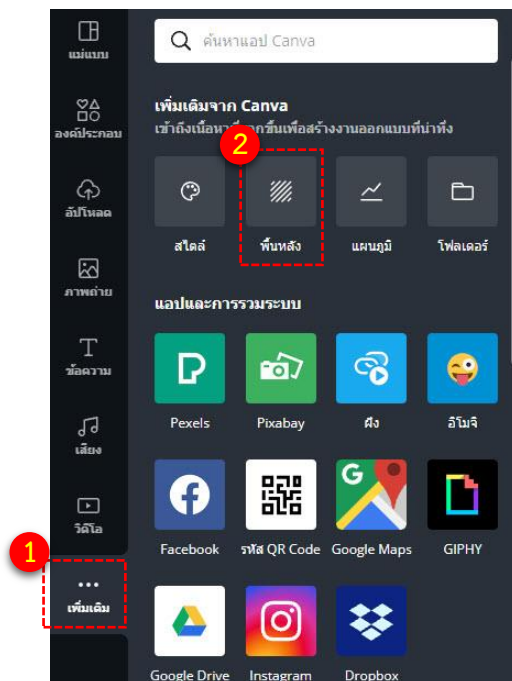 แม่แบบ
องค์ประกอบ
อัปโหลด
ภาพถ่าย
ข้อความ
เสียง
วิดีโอ
1
เพิ่มเติม
ค้นหาแอป Canva
เพิ่มเติมจาก Canva
เข้าถึงเนื้อหา ขึ้นเพื่อสร้างงานออกแบบที่น่าทึ่ง
2
สไตล์ พื้นหลัง แผนภูมิ โฟลเดอร์
แอปและการรวมระบบ
Pexels Pixabay ฝัง อีโมจิ
G
Facebook รหัส QR Code Google Maps GIPHY
Google Drive Instagram Dropbox